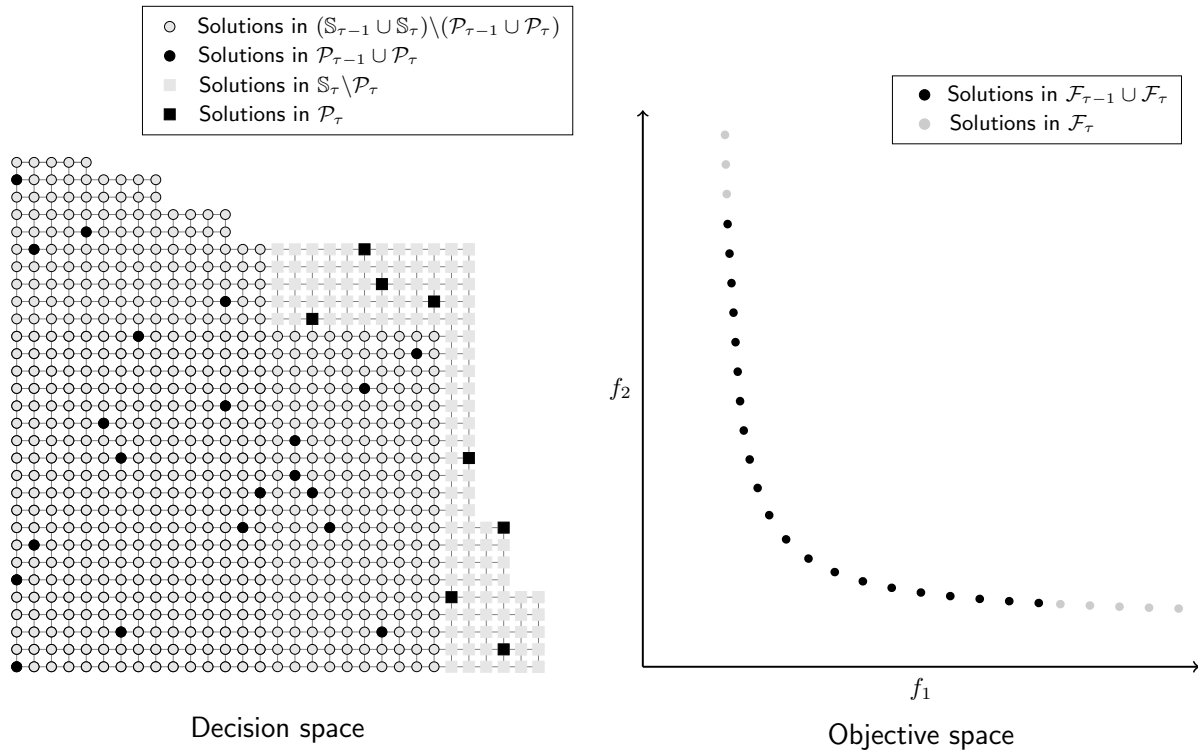 Solutions in (𝕊τ−1 ∪ 𝕊τ)\(𝒫τ−1 ∪ 𝒫τ)
Solutions in 𝒫τ−1 ∪ 𝒫τ
Solutions in 𝕊τ\𝒫τ
Solutions in 𝒫τ
Solutions in ℱτ−1 ∪ ℱτ
Solutions in ℱτ
f2
f1
Decision space
Objective space